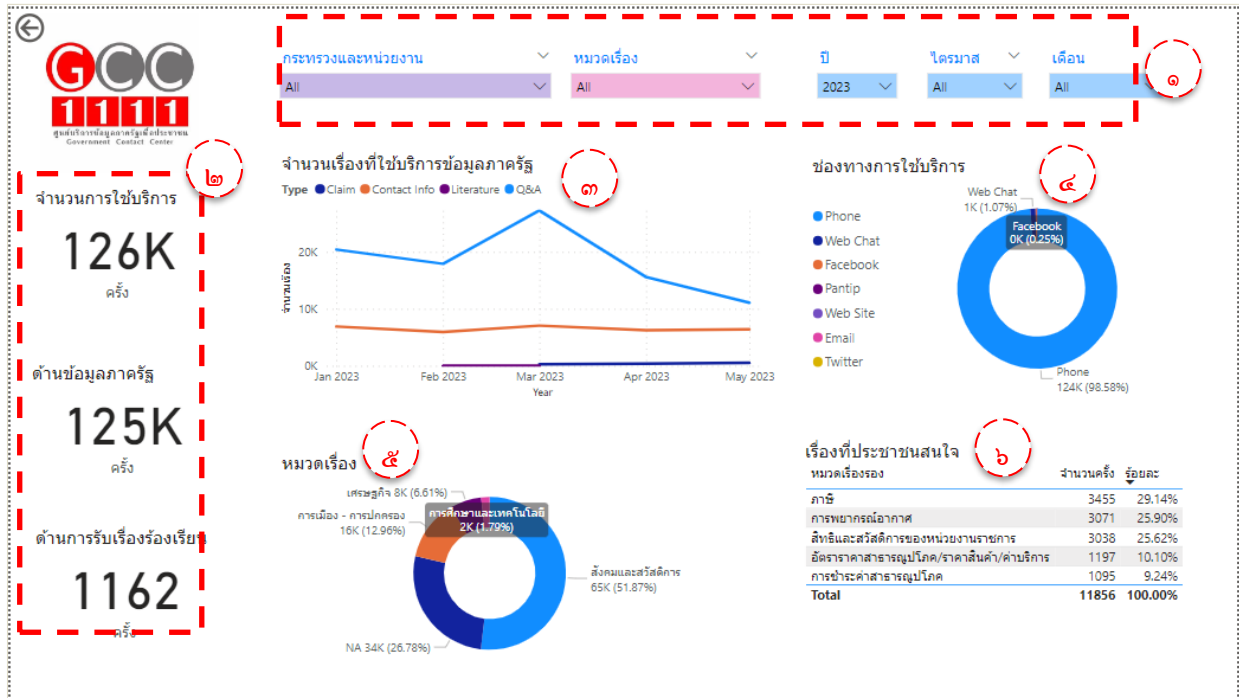 GCC
1111
ศูนย์บริการข้อมูลภาครัฐเพื่อประชาชน
Government Contact Center
กระทรวงและหน่วยงาน
All
หมวดเรื่อง
All
ปี
2023
ไตรมาส
All
เดือน
All
๑
๒
จำนวนการใช้บริการ
126K
ครั้ง
ด้านข้อมูลภาครัฐ
125K
ครั้ง
ด้านการรับเรื่องร้องเรียน
1162
ครั้ง
จำนวนเรื่องที่ใช้บริการข้อมูลภาครัฐ
๓
Type Claim Contact Info Literature Q&A
จำนวนเรื่อง
20K
10K
0K
Jan 2023 Feb 2023 Mar 2023 Apr 2023 May 2023
Year
ช่องทางการใช้บริการ
๔
Phone
Web Chat
Facebook
Pantip
Web Site
Email
Twitter
Web Chat
1K (1.07%)
Facebook
0K (0.25%)
Phone
124K (98.58%)
หมวดเรื่อง
๕
เศรษฐกิจ 8K (6.61%)
การเมือง - การปกครอง
16K (12.96%)
การศึกษาและเทคโนโลยี
2K (1.79%)
สังคมและสวัสดิการ
65K (51.87%)
NA 34K (26.78%)
เรื่องที่ประชาชนสนใจ
๖
หมวดเรื่องรอง จำนวนครั้ง ร้อยละ
ภาษี 3455 29.14%
การพยากรณ์อากาศ 3071 25.90%
สิทธิและสวัสดิการของหน่วยงานราชการ 3038 25.62%
อัตราราคาสาธารณูปโภค/ราคาสินค้า/ค่าบริการ 1197 10.10%
การชำระค่าสาธารณูปโภค 1095 9.24%
Total 11856 100.00%